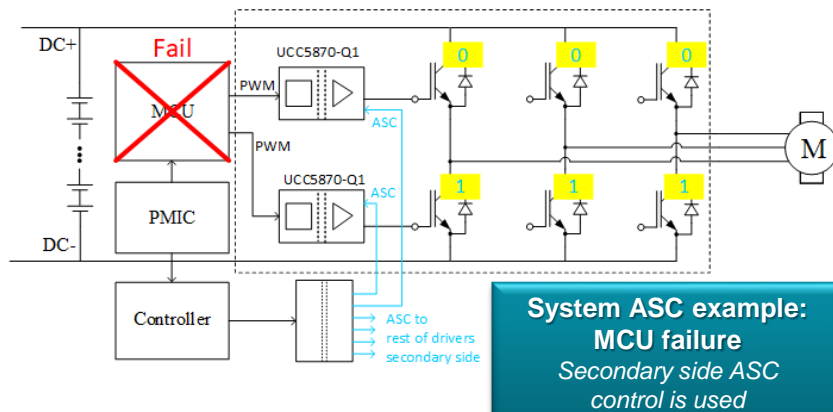 DC+
Fail
MCU
PWM
PWM
UCC5870-Q1
ASC
UCC5870-Q1
ASC
0
0
0
1
1
1
M
PMIC
DC-
Controller
ASC to
rest of drivers
secondary side
System ASC example:
MCU failure
Secondary side ASC
control is used